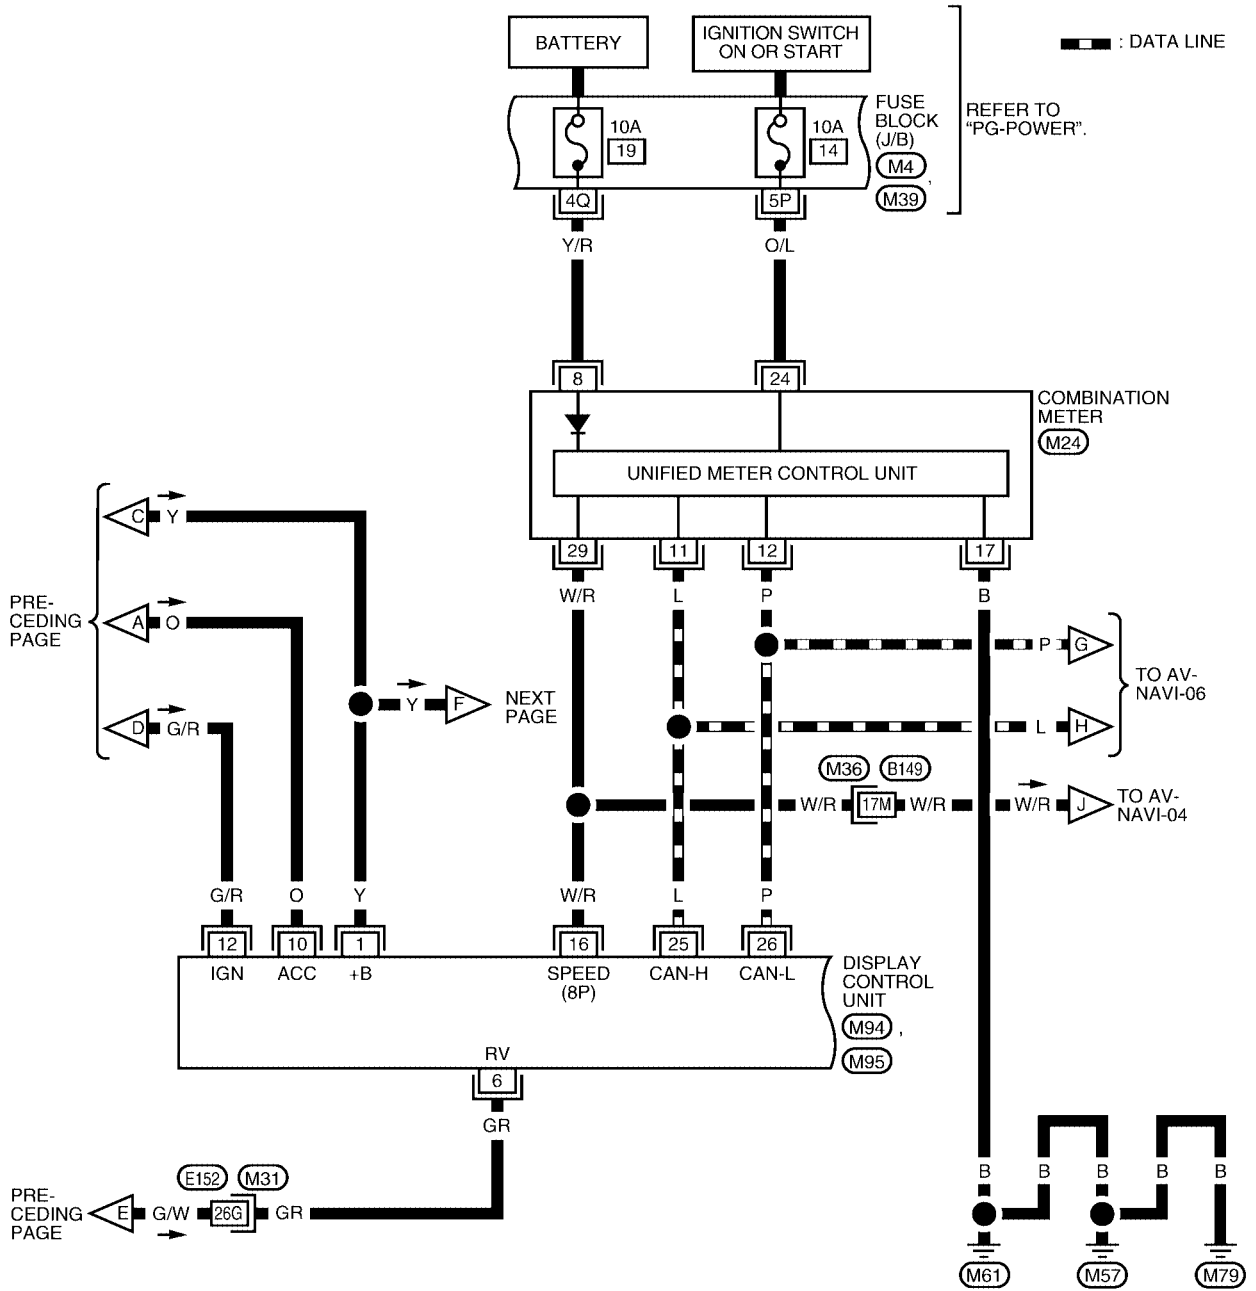 BATTERY
IGNITION SWITCH
ON OR START
: DATA LINE
FUSE
BLOCK
(J/B)
M4
,
M39
REFER TO
“PG-POWER”.
10A
19
10A
14
4Q
5P
Y/R
O/L
8
24
COMBINATION
METER
M24
UNIFIED METER CONTROL UNIT
29
11
12
17
W/R
L
P
B
PRE-
CEDING
PAGE
C
Y
A
O
D
G/R
Y
F
NEXT
PAGE
P
G
L
H
TO AV-
NAVI-06
M36
B149
W/R
17M
W/R
W/R
J
TO AV-
NAVI-04
G/R
O
Y
W/R
L
P
12
10
1
16
25
26
IGN
ACC
+B
SPEED
(8P)
CAN-H
CAN-L
DISPLAY
CONTROL
UNIT
M94
,
M95
RV
6
GR
E152
M31
PRE-
CEDING
PAGE
E
G/W
26G
GR
B
B
B
B
B
M61
M57
M79